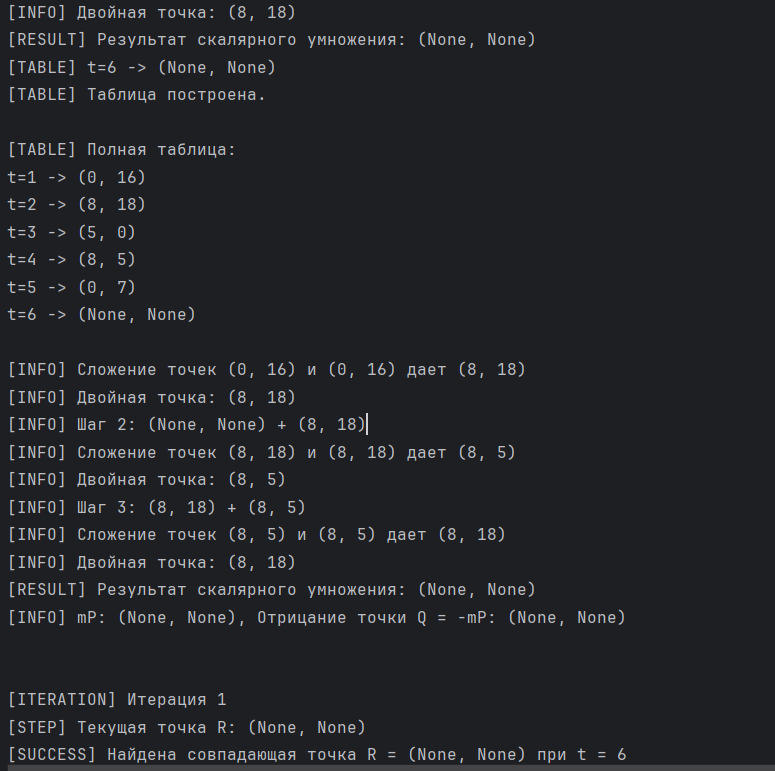 [INFO] Двойная точка: (8, 18)
[RESULT] Результат скалярного умножения: (None, None)
[TABLE] t=6 -> (None, None)
[TABLE] Таблица построена.
[TABLE] Полная таблица:
t=1 -> (0, 16)
t=2 -> (8, 18)
t=3 -> (5, 0)
t=4 -> (8, 5)
t=5 -> (0, 7)
t=6 -> (None, None)
[INFO] Сложение точек (0, 16) и (0, 16) дает (8, 18)
[INFO] Двойная точка: (8, 18)
[INFO] Шаг 2: (None, None) + (8, 18)
[INFO] Сложение точек (8, 18) и (8, 18) дает (8, 5)
[INFO] Двойная точка: (8, 5)
[INFO] Шаг 3: (8, 18) + (8, 5)
[INFO] Сложение точек (8, 5) и (8, 5) дает (8, 18)
[INFO] Двойная точка: (8, 18)
[RESULT] Результат скалярного умножения: (None, None)
[INFO] mP: (None, None), Отрицание точки Q = -mP: (None, None)
[ITERATION] Итерация 1
[STEP] Текущая точка R: (None, None)
[SUCCESS] Найдена совпадающая точка R = (None, None) при t = 6